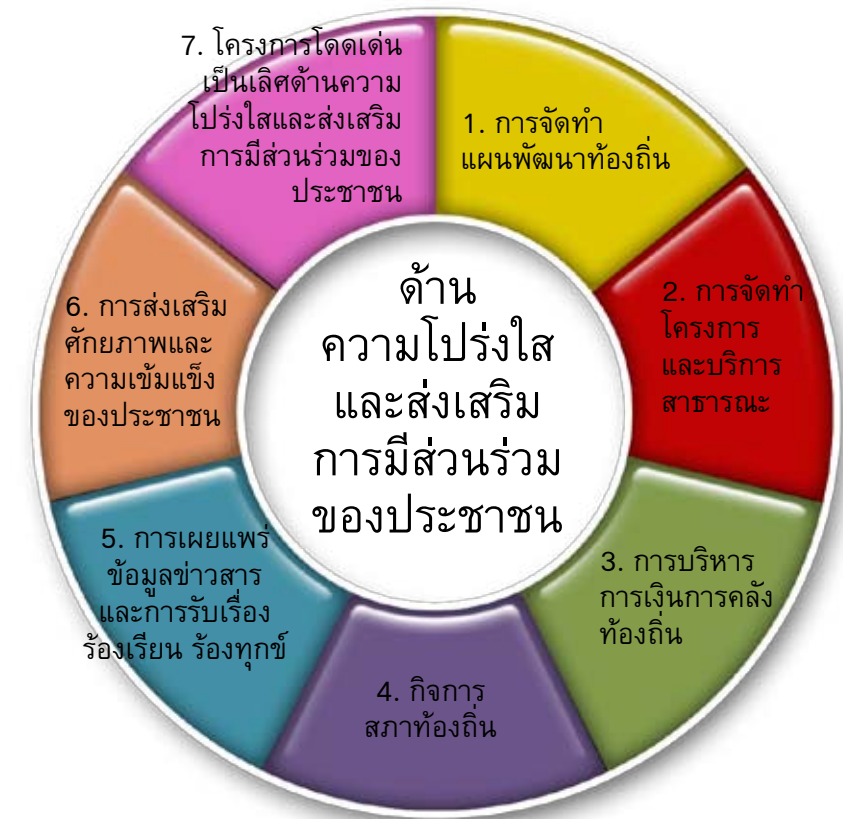 ด้าน
ความโปร่งใส
และส่งเสริม
การมีส่วนร่วม
ของประชาชน
1. การจัดทำ
แผนพัฒนาท้องถิ่น
2. การจัดทำ
โครงการ
และบริการ
สาธารณะ
3. การบริหาร
การเงินการคลัง
ท้องถิ่น
4. กิจการ
สภาท้องถิ่น
5. การเผยแพร่
ข้อมูลข่าวสาร
และการรับเรื่อง
ร้องเรียน ร้องทุกข์
6. การส่งเสริม
ศักยภาพและ
ความเข้มแข็ง
ของประชาชน
7. โครงการโดดเด่น
เป็นเลิศด้านความ
โปร่งใสและส่งเสริม
การมีส่วนร่วมของ
ประชาชน